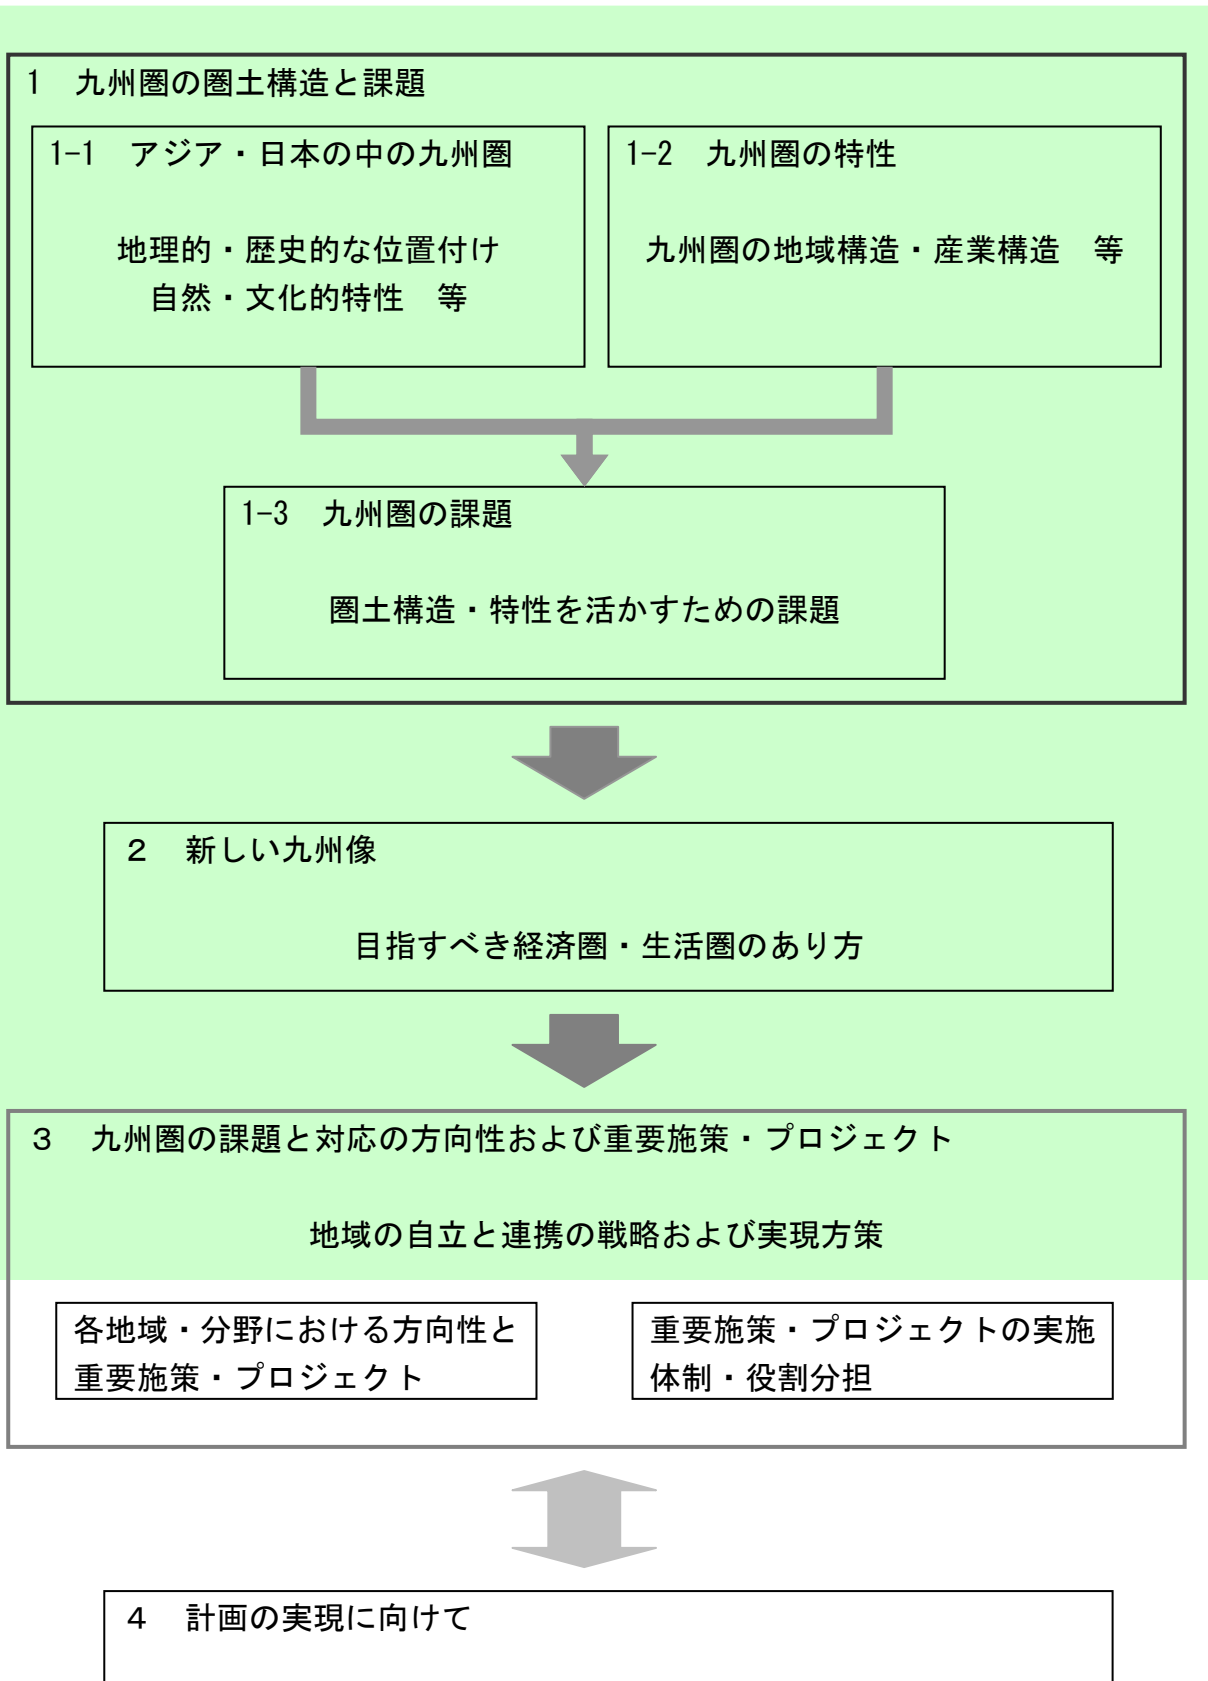 1　九州圏の圏土構造と課題
1-1　アジア・日本の中の九州圏
地理的・歴史的な位置付け
自然・文化的特性　等
1-2　九州圏の特性
九州圏の地域構造・産業構造　等
1-3　九州圏の課題
圏土構造・特性を活かすための課題
２　新しい九州像
目指すべき経済圏・生活圏のあり方
３　九州圏の課題と対応の方向性および重要施策・プロジェクト
地域の自立と連携の戦略および実現方策
各地域・分野における方向性と
重要施策・プロジェクト
重要施策・プロジェクトの実施
体制・役割分担
４　計画の実現に向けて